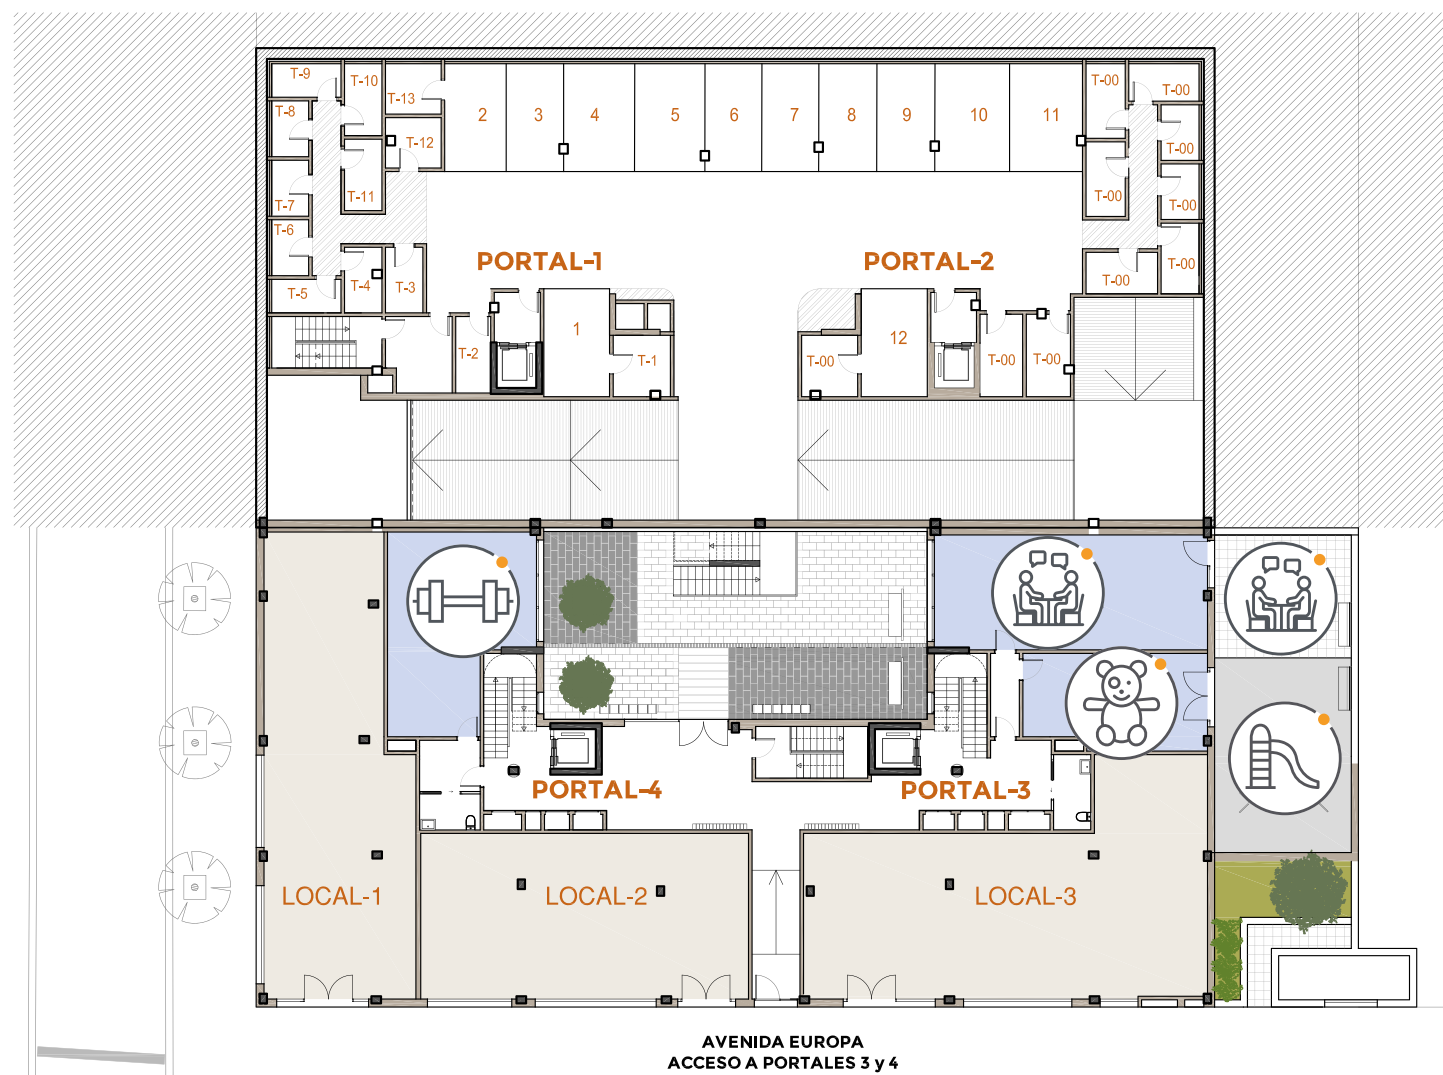 T-9
T-10
T-13
T-00
T-00
T-8
2
3
4
5
6
7
8
9
10
11
T-12
T-00
T-7
T-11
T-00
T-00
T-6
PORTAL-1
PORTAL-2
T-00
T-5
T-4
T-3
T-00
1
12
T-2
T-1
T-00
T-00
T-00
PORTAL-4
PORTAL-3
LOCAL-1
LOCAL-2
LOCAL-3
AVENIDA EUROPA
ACCESO A PORTALES 3 y 4